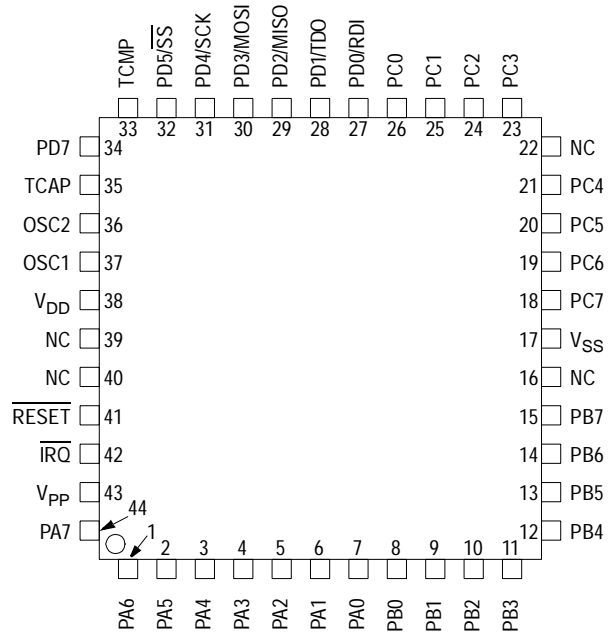 TCMP
PD5/S̅S̅
PD4/SCK
PD3/MOSI
PD2/MISO
PD1/TDO
PD0/RDI
PC0
PC1
PC2
PC3
33 32 31 30 29 28 27 26 25 24 23
PD7 34 22 NC
TCAP 35 21 PC4
OSC2 36 20 PC5
OSC1 37 19 PC6
VDD 38 18 PC7
NC 39 17 VSS
NC 40 16 NC
R̅E̅S̅E̅T̅ 41 15 PB7
I̅R̅Q̅ 42 14 PB6
VPP 43 13 PB5
PA7 44 12 PB4
1 2 3 4 5 6 7 8 9 10 11
PA6
PA5
PA4
PA3
PA2
PA1
PA0
PB0
PB1
PB2
PB3